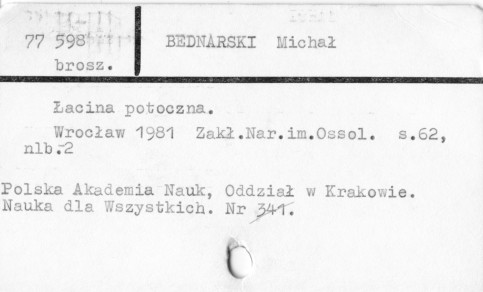 77 598 BEDNARSKI Michał
brosz.
Łacina potoczna.
Wrocław 1981 Zakł.Nar.im.Ossol. s.62,
nlb.2
Polska Akademia Nauk, Oddział w Krakowie.
Nauka dla Wszystkich. Nr 341.